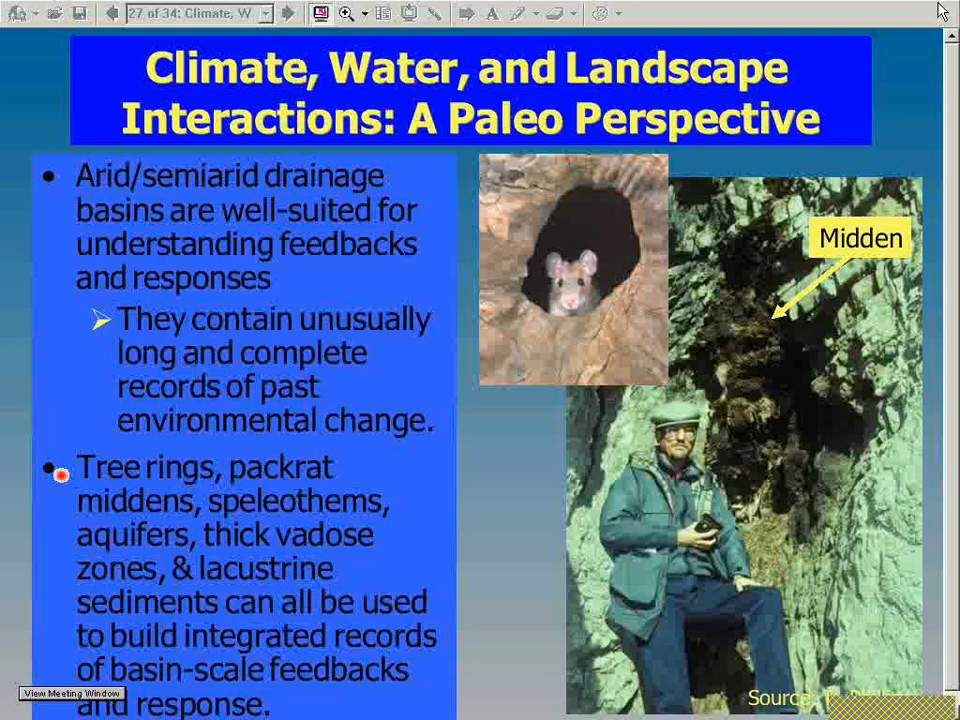 27 of 34: Climate, W
Climate, Water, and Landscape
Interactions: A Paleo Perspective
• Arid/semiarid drainage
basins are well-suited for
understanding feedbacks
and responses
They contain unusually
long and complete
records of past
environmental change.
• Tree rings, packrat
middens, speleothems,
aquifers, thick vadose
zones, & lacustrine
sediments can all be used
to build integrated records
of basin-scale feedbacks
and response.
Midden
Source:
View Meeting Window